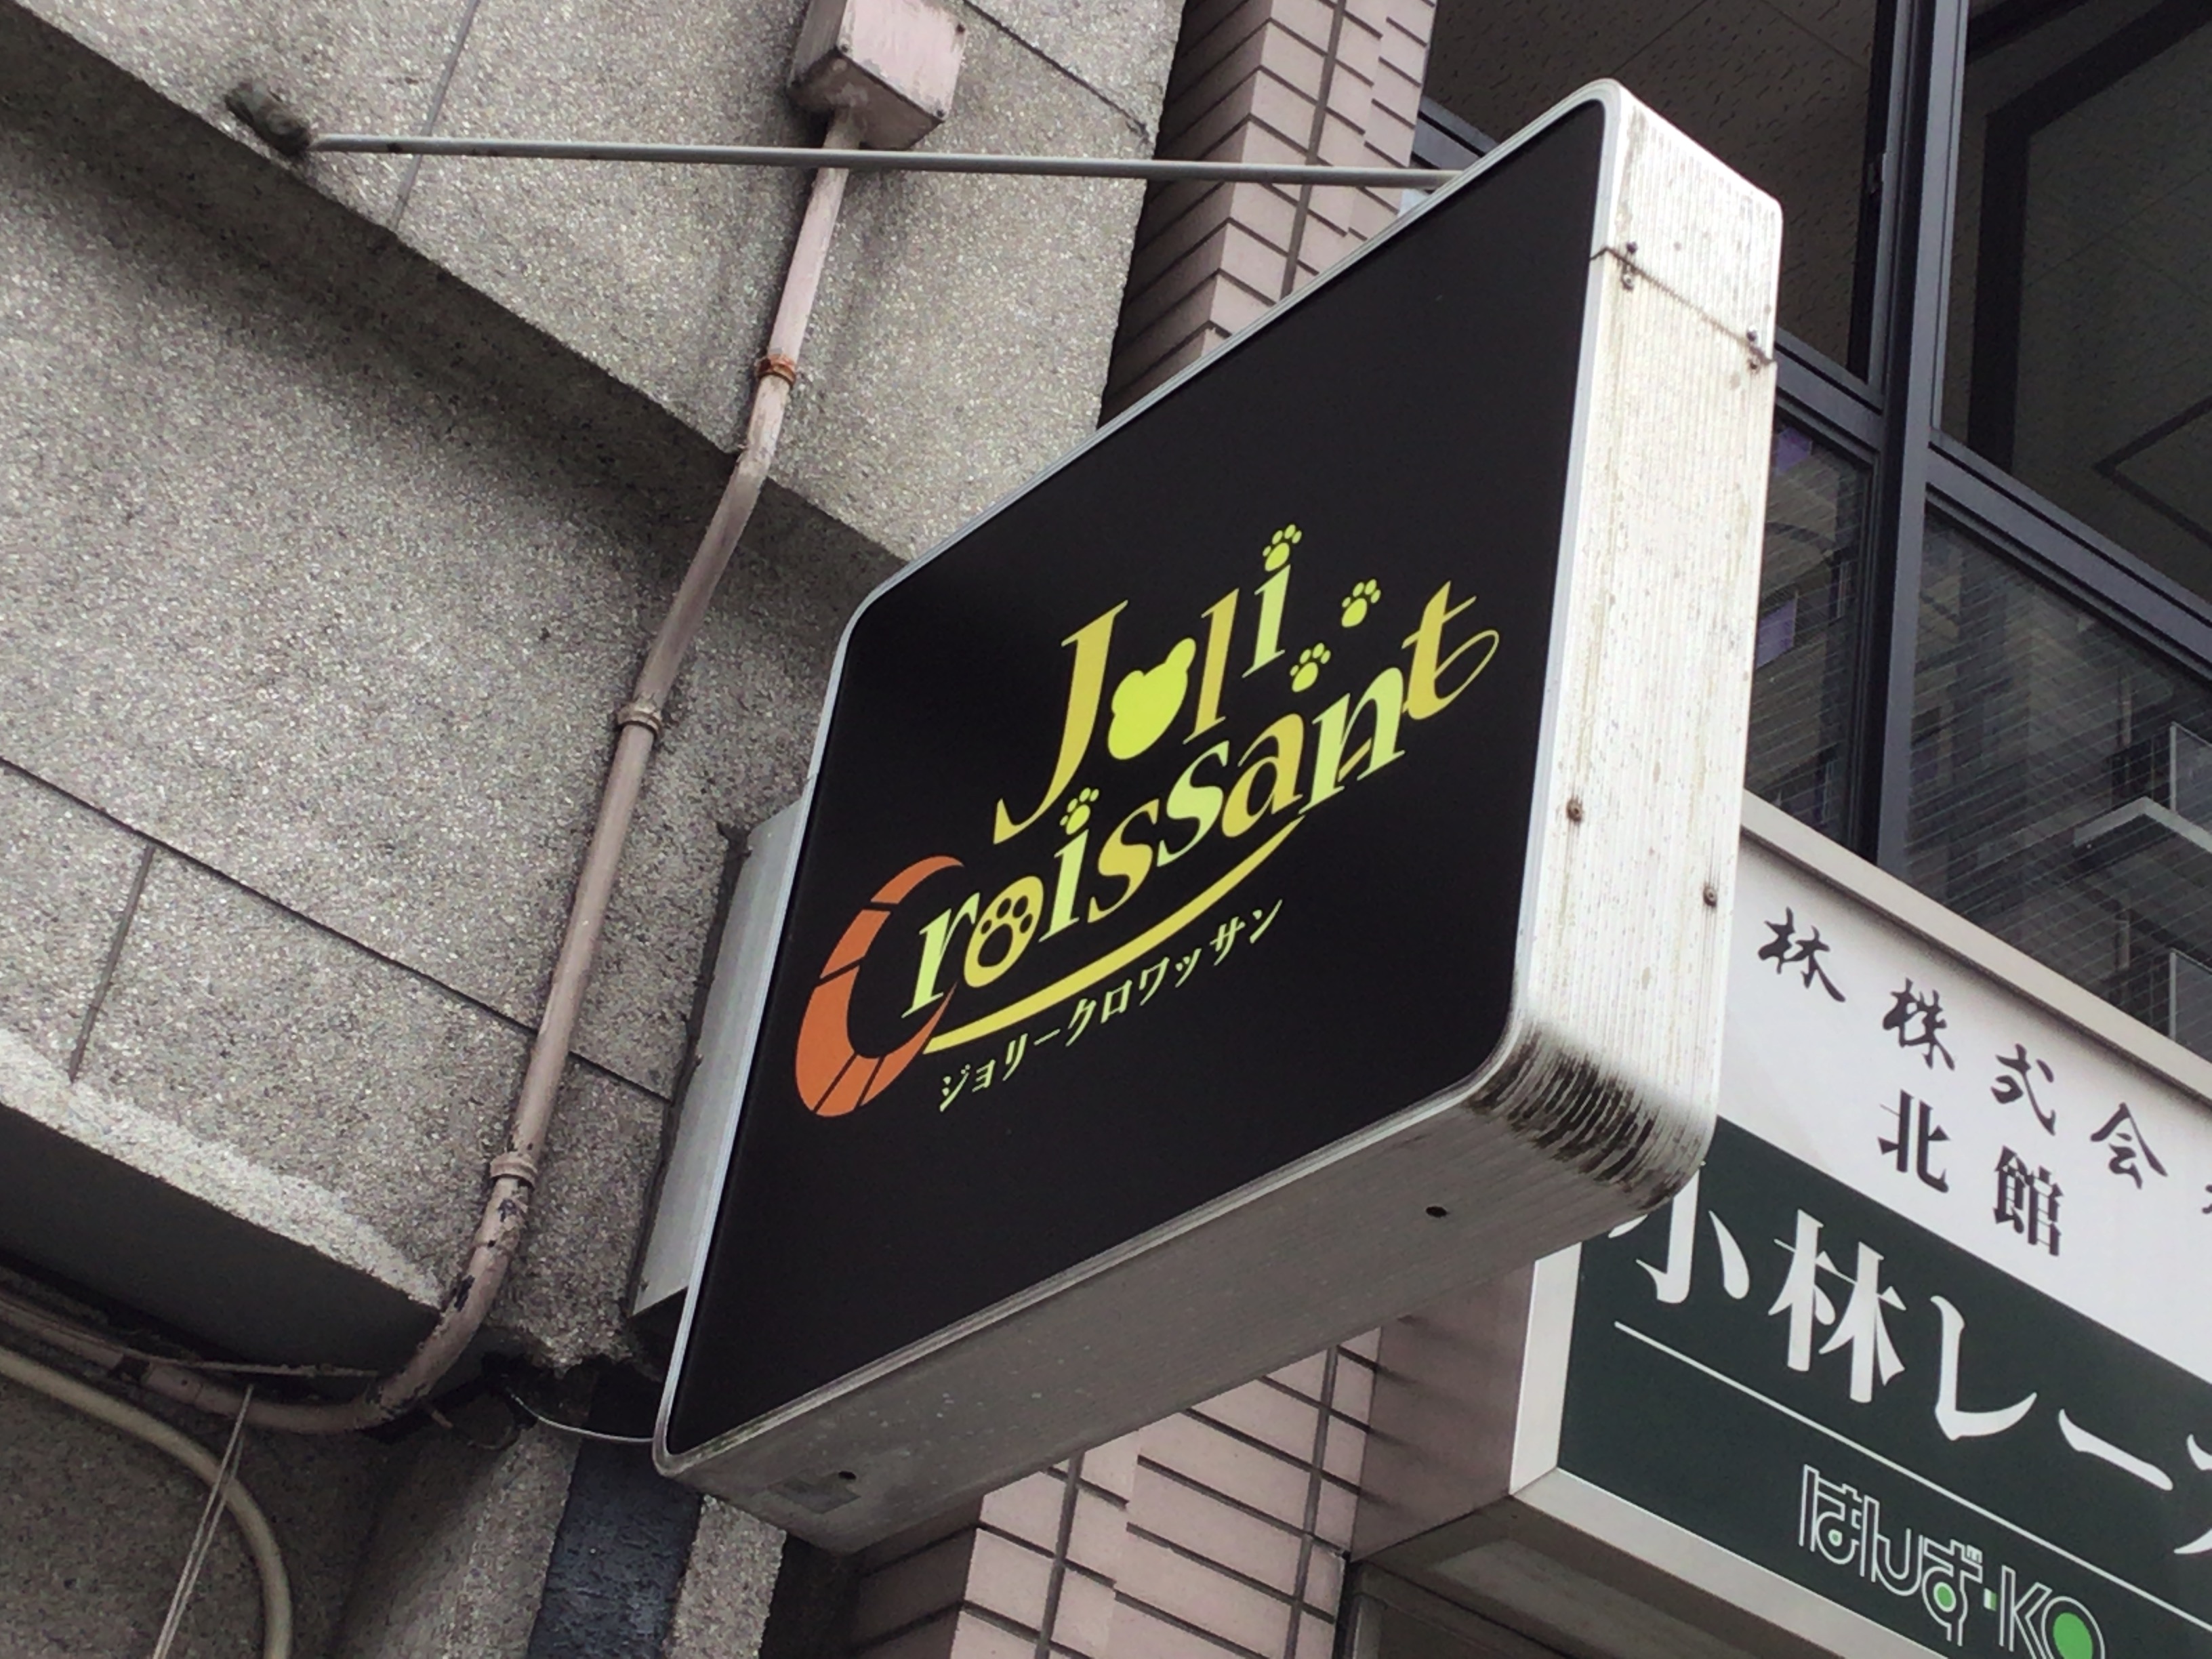 Joli
Croissant
ジョリークロワッサン
林株式会
北館
小林レー
はんず・KO